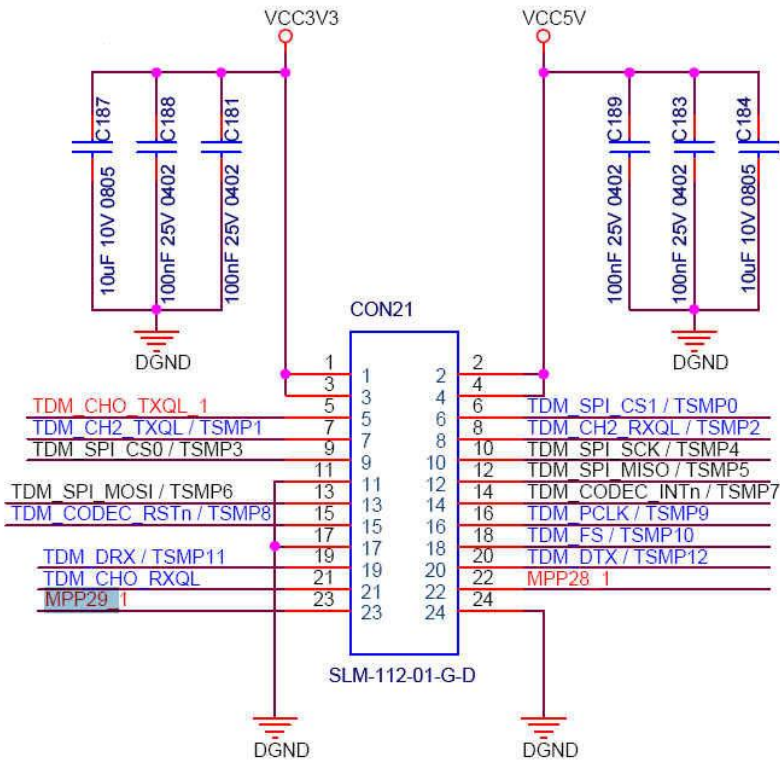 VCC3V3
VCC5V
C187
10uF 10V 0805
C188
100nF 25V 0402
C181
100nF 25V 0402
C189
100nF 25V 0402
C183
100nF 25V 0402
C184
10uF 10V 0805
DGND
DGND
CON21
1 1 2 2
3 3 4 4
TDM_CHO_TXQL_1 5 5 6 6 TDM_SPI_CS1 / TSMP0
TDM_CH2_TXQL / TSMP1 7 7 8 8 TDM_CH2_RXQL / TSMP2
TDM_SPI_CS0 / TSMP3 9 9 10 10 TDM_SPI_SCK / TSMP4
11 11 12 12 TDM_SPI_MISO / TSMP5
TDM_SPI_MOSI / TSMP6 13 13 14 14 TDM_CODEC_INTn / TSMP7
TDM_CODEC_RSTn / TSMP8 15 15 16 16 TDM_PCLK / TSMP9
17 17 18 18 TDM_FS / TSMP10
TDM_DRX / TSMP11 19 19 20 20 TDM_DTX / TSMP12
TDM_CHO_RXQL 21 21 22 22 MPP28_1
MPP29_1 23 23 24 24
SLM-112-01-G-D
DGND
DGND